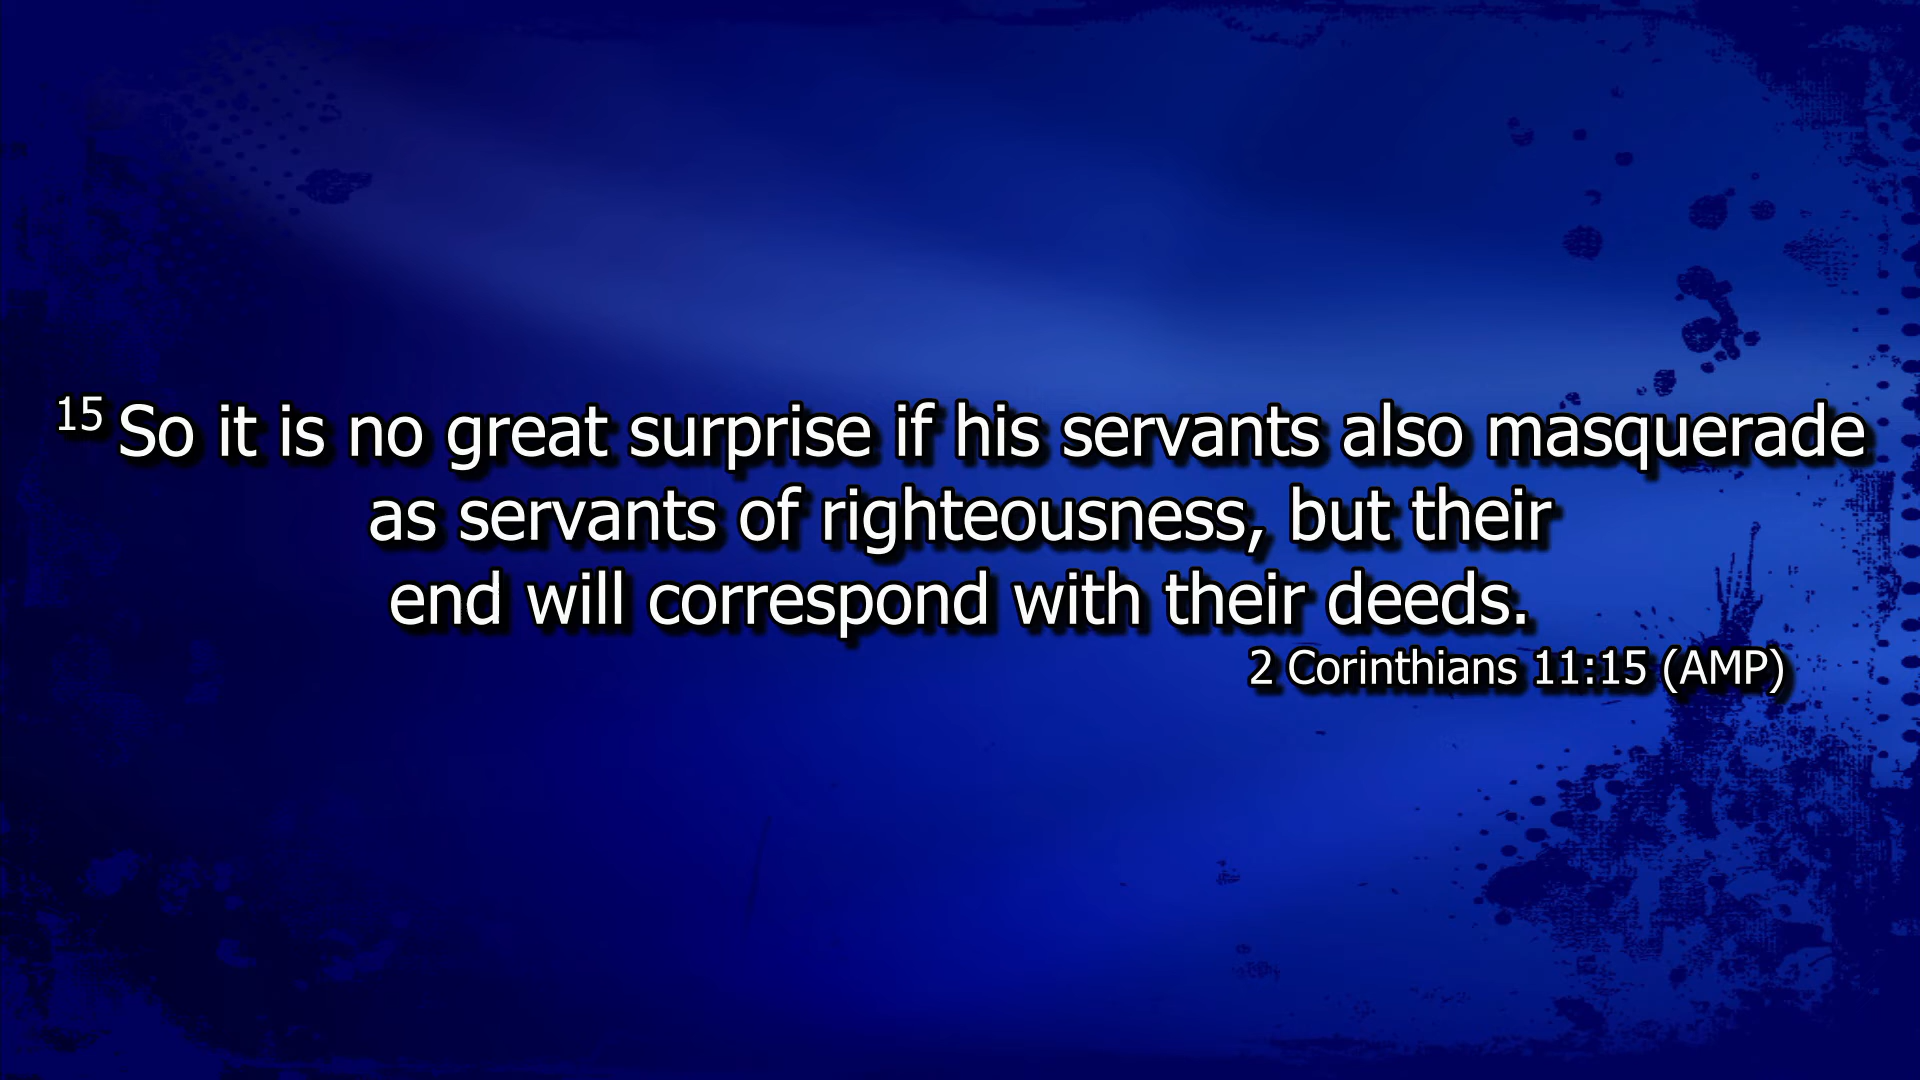 15 So it is no great surprise if his servants also masquerade
as servants of righteousness, but their
end will correspond with their deeds.
2 Corinthians 11:15 (AMP)